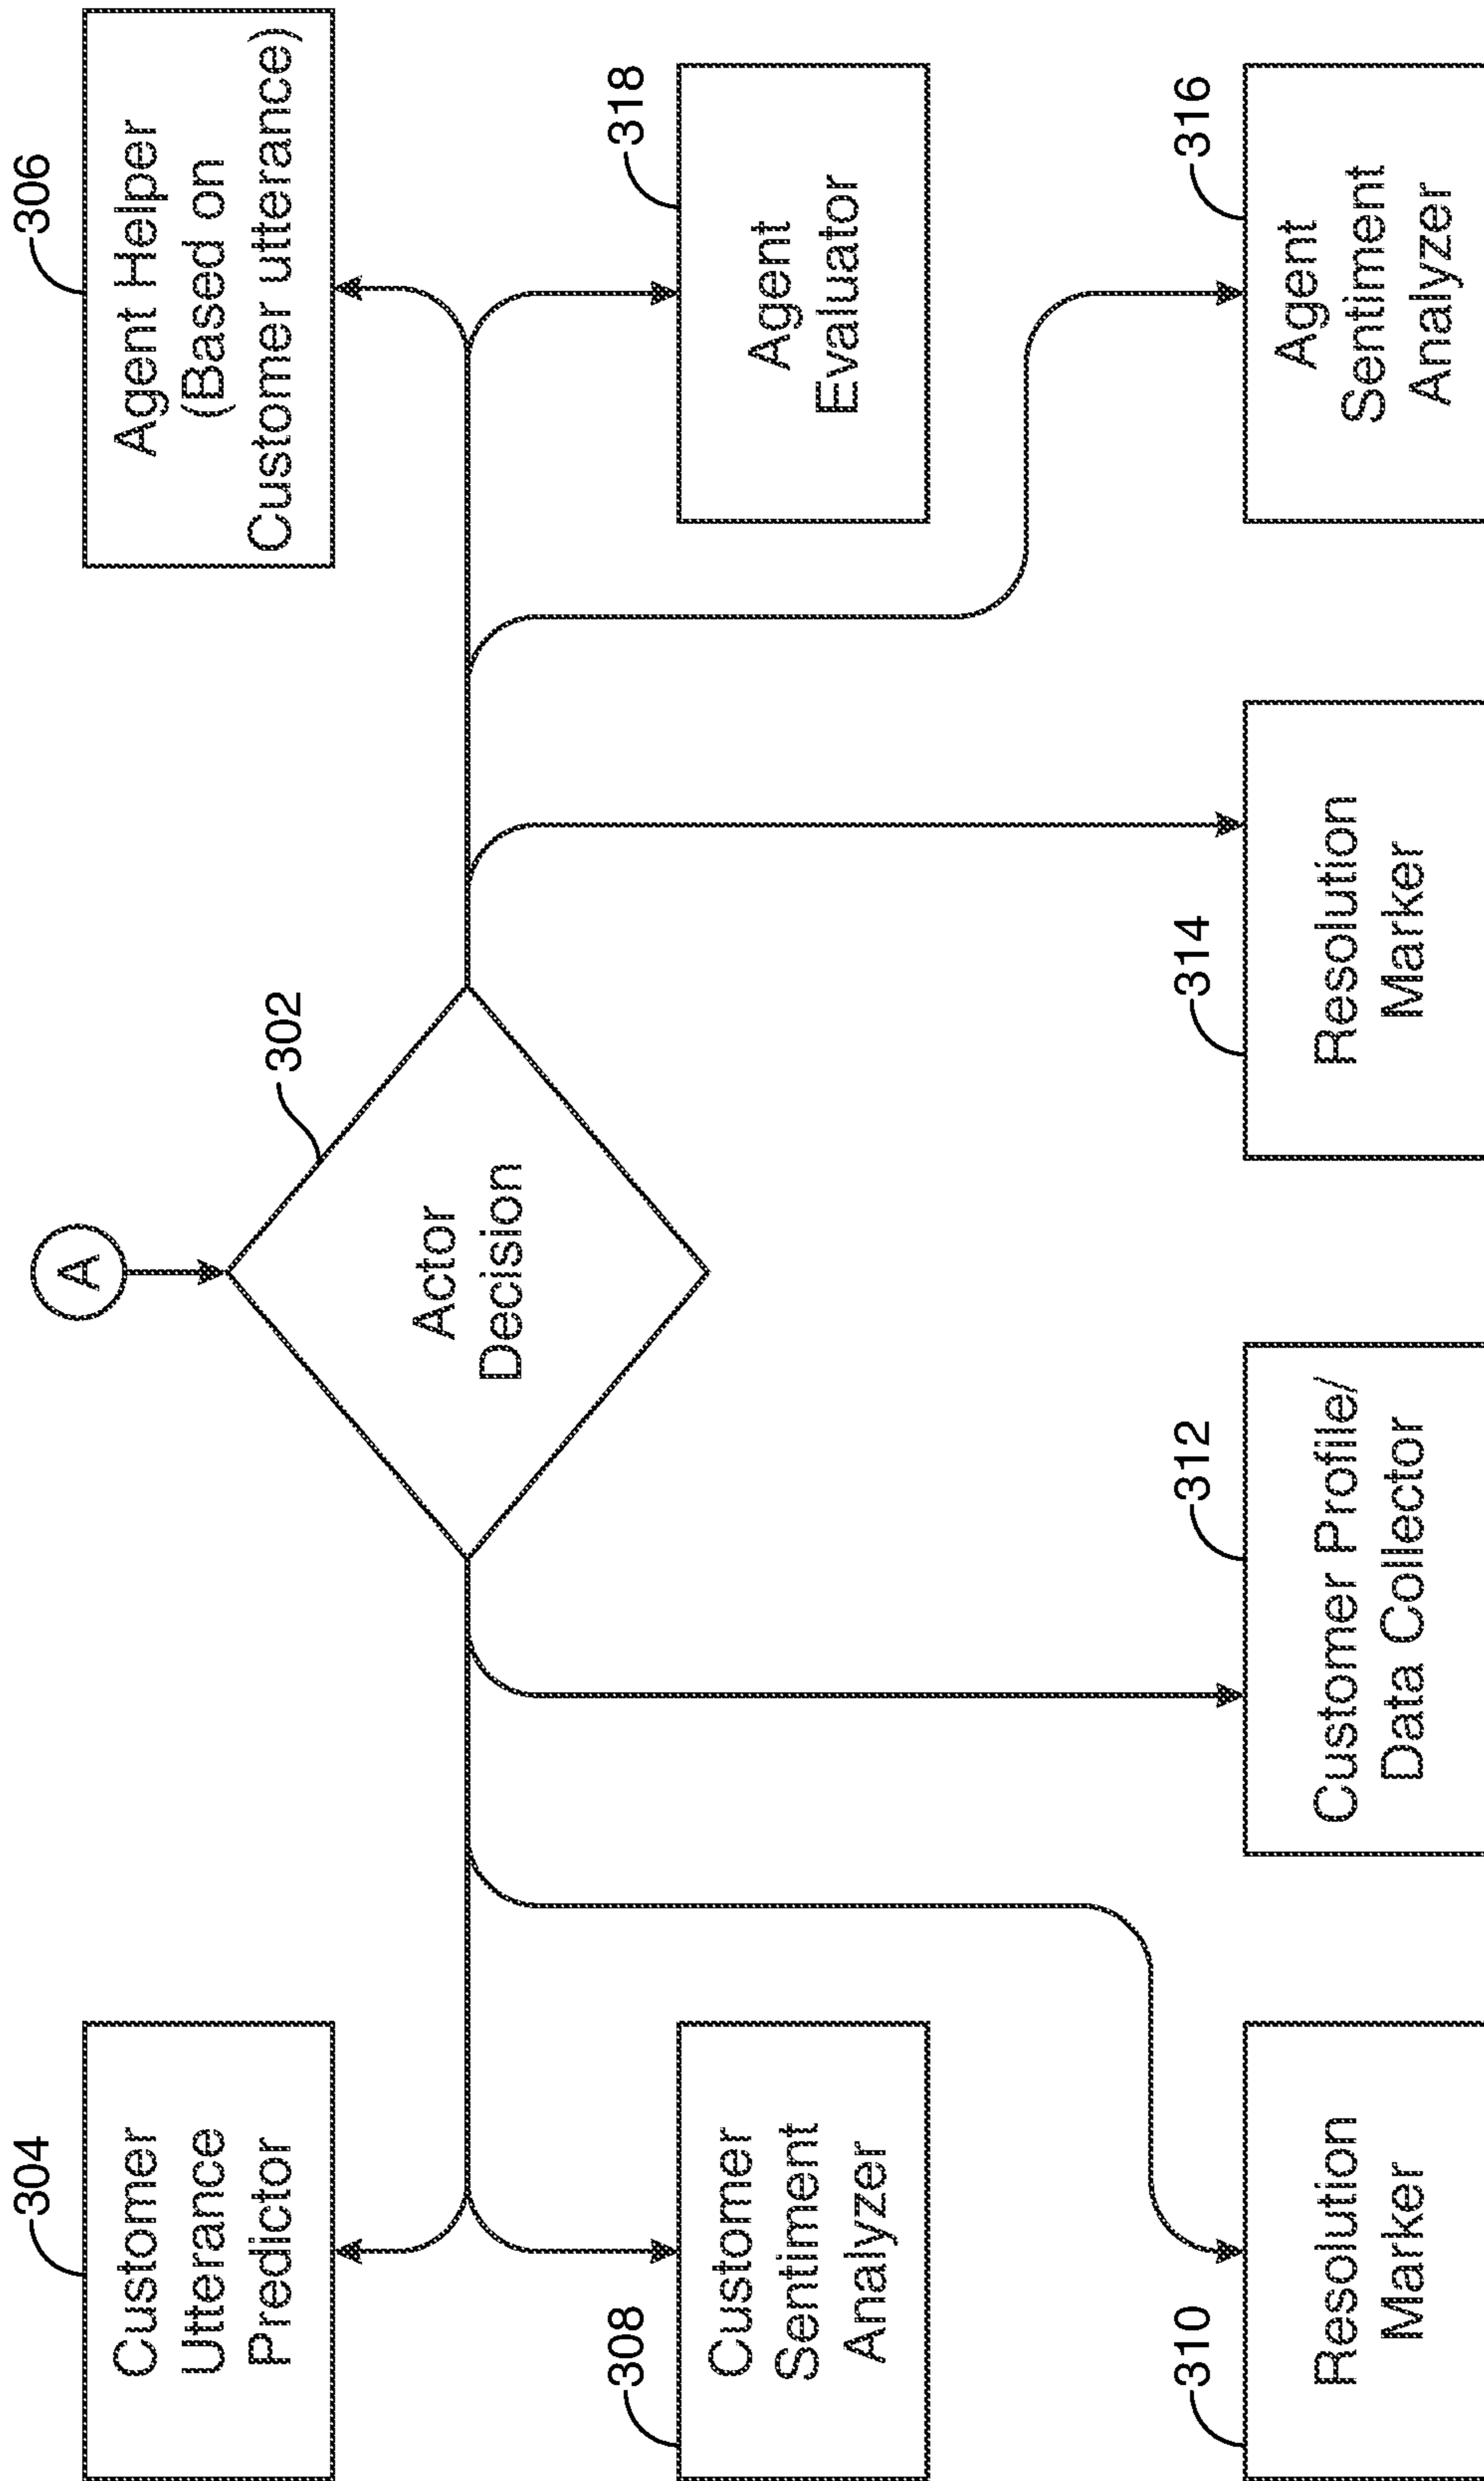 A
302
Actor
Decision
304
Customer
Utterance
Predictor
306
Agent Helper
(Based on
Customer utterance)
308
Customer
Sentiment
Analyzer
318
Agent
Evaluator
310
Resolution
Marker
312
Customer Profile/
Data Collector
314
Resolution
Marker
316
Agent
Sentiment
Analyzer